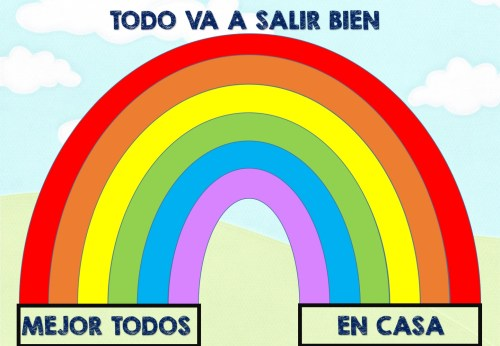 TODO VA A SALIR BIEN
MEJOR TODOS
EN CASA